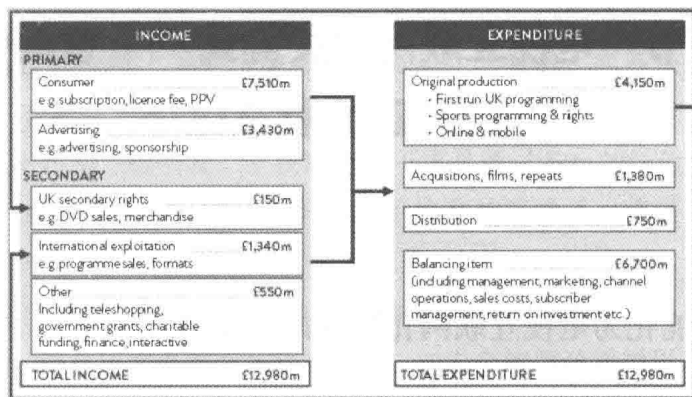 INCOME
PRIMARY
Consumer £7,510m
e.g. subscription, licence fee, PPV
Advertising £3,430m
e.g. advertising, sponsorship
SECONDARY
UK secondary rights £150m
e.g. DVD sales, merchandise
International exploitation £1,340m
e.g. programme sales, formats
Other £550m
Including teleshopping,
government grants, charitable
funding, finance, interactive
TOTAL INCOME £12,980m
EXPENDITURE
Original production £4,150m
· First run UK programming
· Sports programming & rights
· Online & mobile
Acquisitions, films, repeats £1,380m
Distribution £750m
Balancing item £6,700m
(including management, marketing, channel
operations, sales costs, subscriber
management, return on investment etc.)
TOTAL EXPENDITURE £12,980m